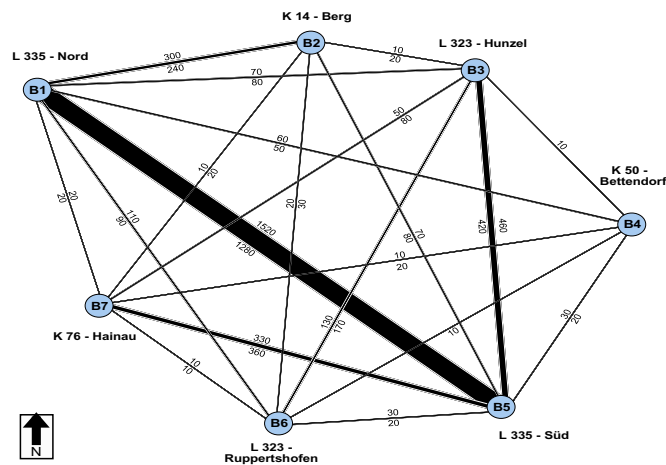 K 14 - Berg
B2
L 323 - Hunzel
L 335 - Nord
B3
B1
300
240
10
20
70
80
50
80
10
60
50
K 50 -
Bettendorf
B4
20
20
110
90
10
20
20
30
70
80
420
460
1520
1280
10
20
B7
K 76 - Hainau
330
360
130
170
10
30
20
10
10
B5
L 335 - Süd
30
20
B6
L 323 -
Ruppertshofen
N